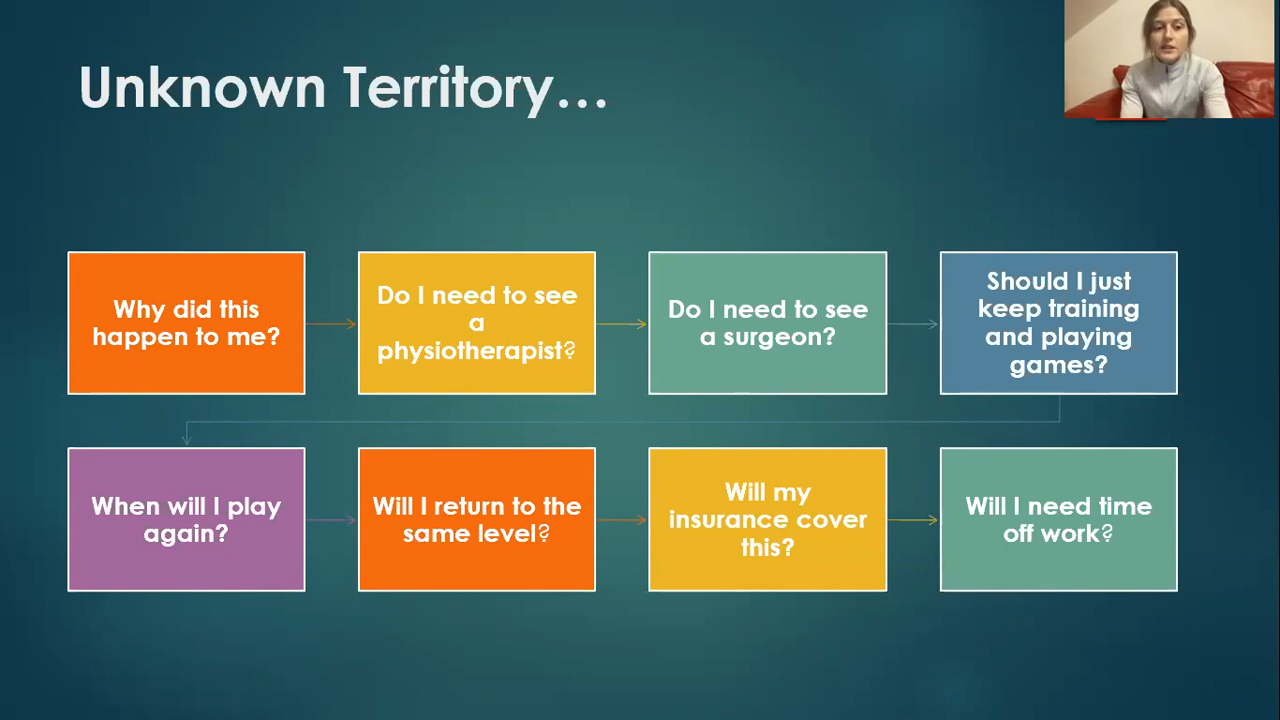 Unknown Territory…
Why did this
happen to me?
Do I need to see
a
physiotherapist?
Do I need to see
a surgeon?
Should I just
keep training
and playing
games?
When will I play
again?
Will I return to the
same level?
Will my
insurance cover
this?
Will I need time
off work?